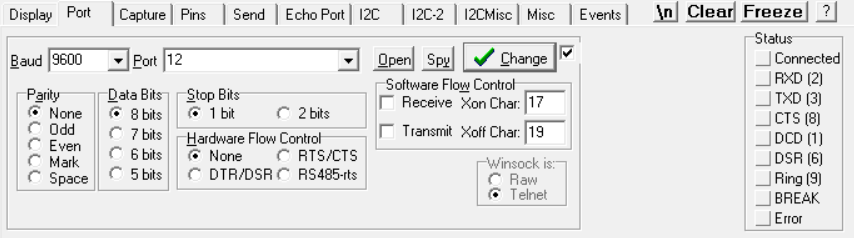 Display Port Capture Pins Send Echo Port I2C I2C-2 I2CMisc Misc Events \n Clear Freeze ?
Baud 9600 Port 12 Open Spy Change
Parity
None
Odd
Even
Mark
Space
Data Bits
8 bits
7 bits
6 bits
5 bits
Stop Bits
1 bit 2 bits
Hardware Flow Control
None RTS/CTS
DTR/DSR RS485-rts
Software Flow Control
Receive Xon Char: 17
Transmit Xoff Char: 19
Winsock is:
Raw
Telnet
Status
Connected
RXD (2)
TXD (3)
CTS (8)
DCD (1)
DSR (6)
Ring (9)
BREAK
Error